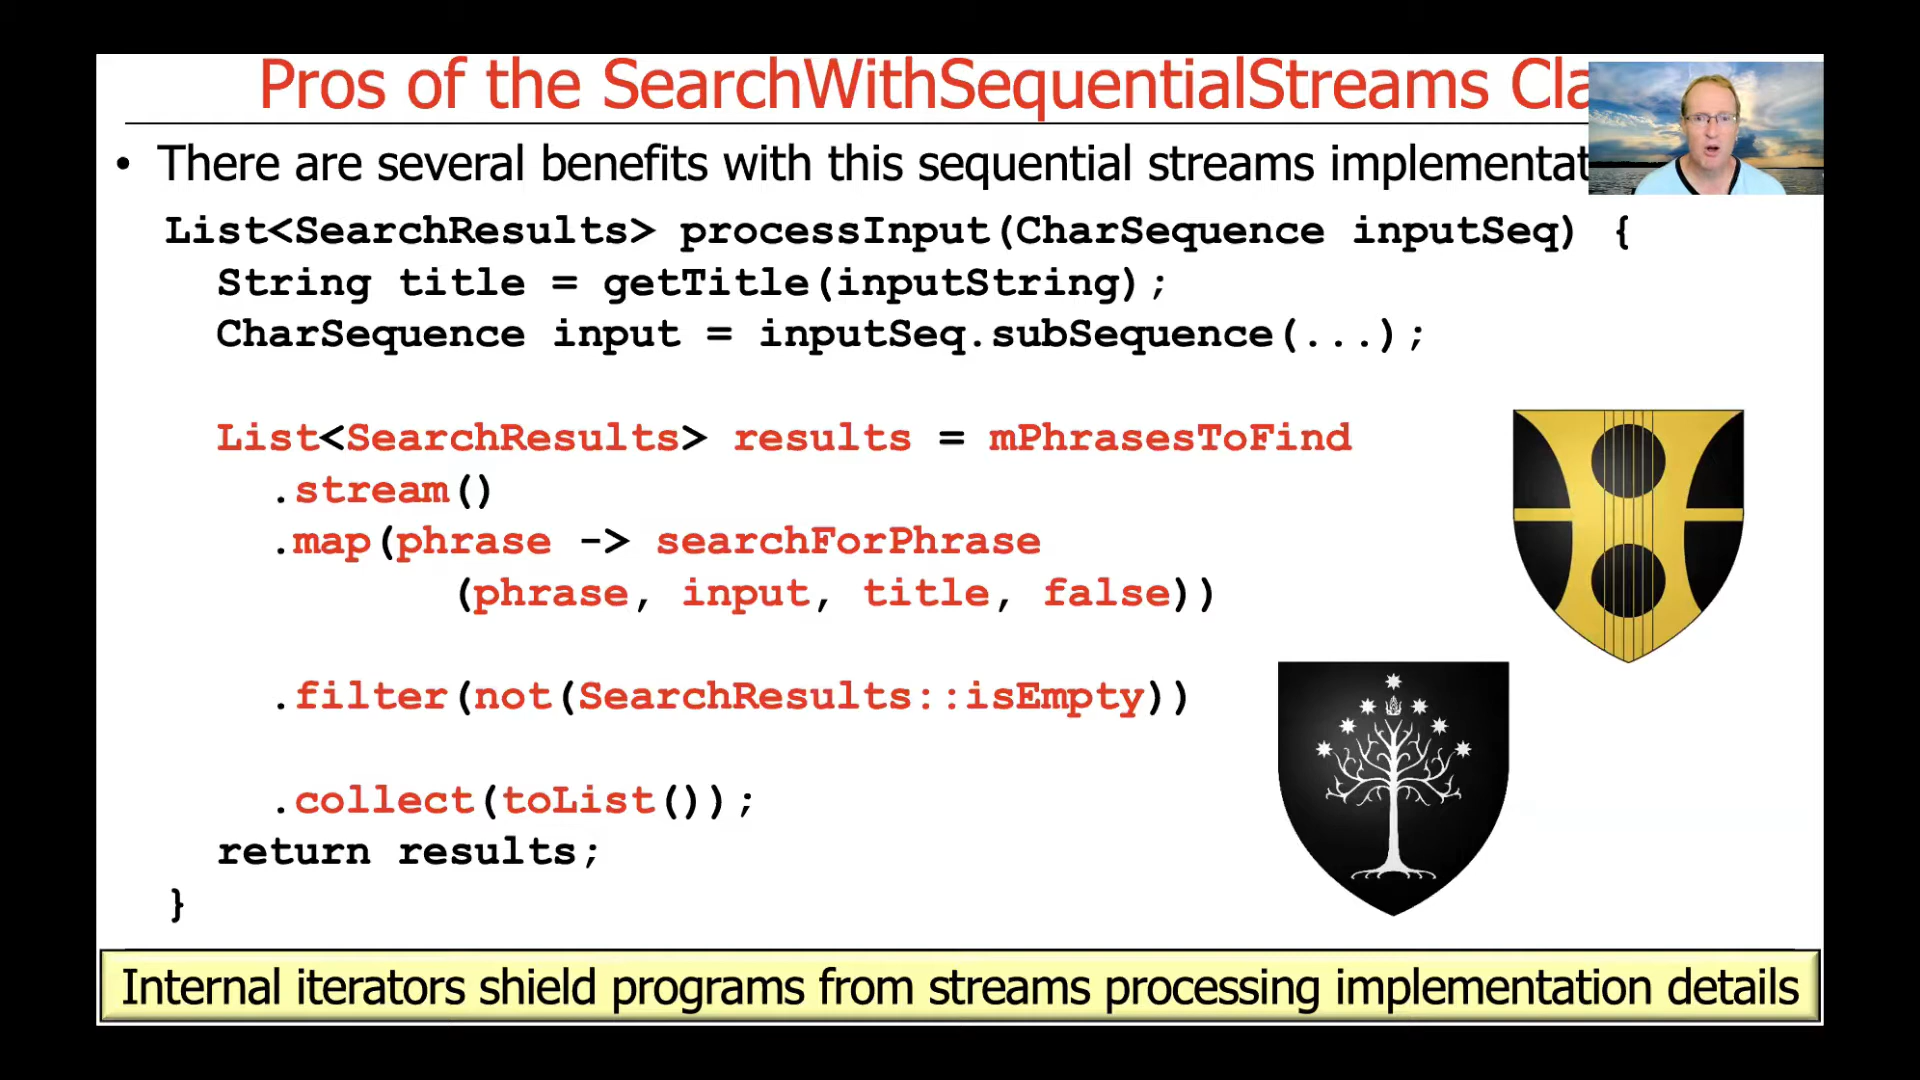 Pros of the SearchWithSequentialStreams
• There are several benefits with this sequential streams
List<SearchResults> processInput(CharSequence inputSeq) {
String title = getTitle(inputString);
CharSequence input = inputSeq.subSequence(...);
List<SearchResults> results = mPhrasesToFind
.stream()
.map(phrase -> searchForPhrase
(phrase, input, title, false))
.filter(not(SearchResults::isEmpty))
.collect(toList());
return results;
}
Internal iterators shield programs from streams processing implementation details